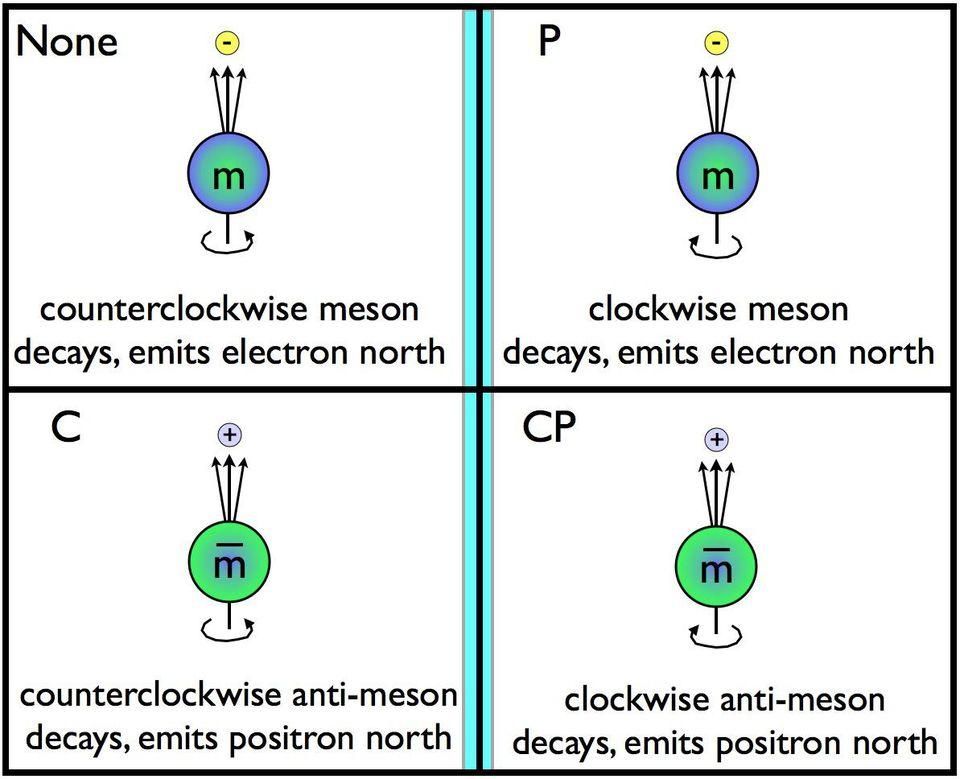 None
-
m
counterclockwise meson
decays, emits electron north
P
-
m
clockwise meson
decays, emits electron north
C
+
m̅
counterclockwise anti-meson
decays, emits positron north
CP
+
m̅
clockwise anti-meson
decays, emits positron north